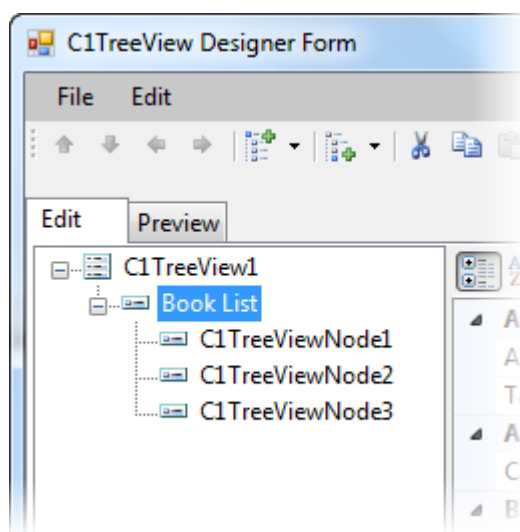 C1TreeView Designer Form
File Edit
Edit Preview
C1TreeView1
Book List
C1TreeViewNode1
C1TreeViewNode2
C1TreeViewNode3